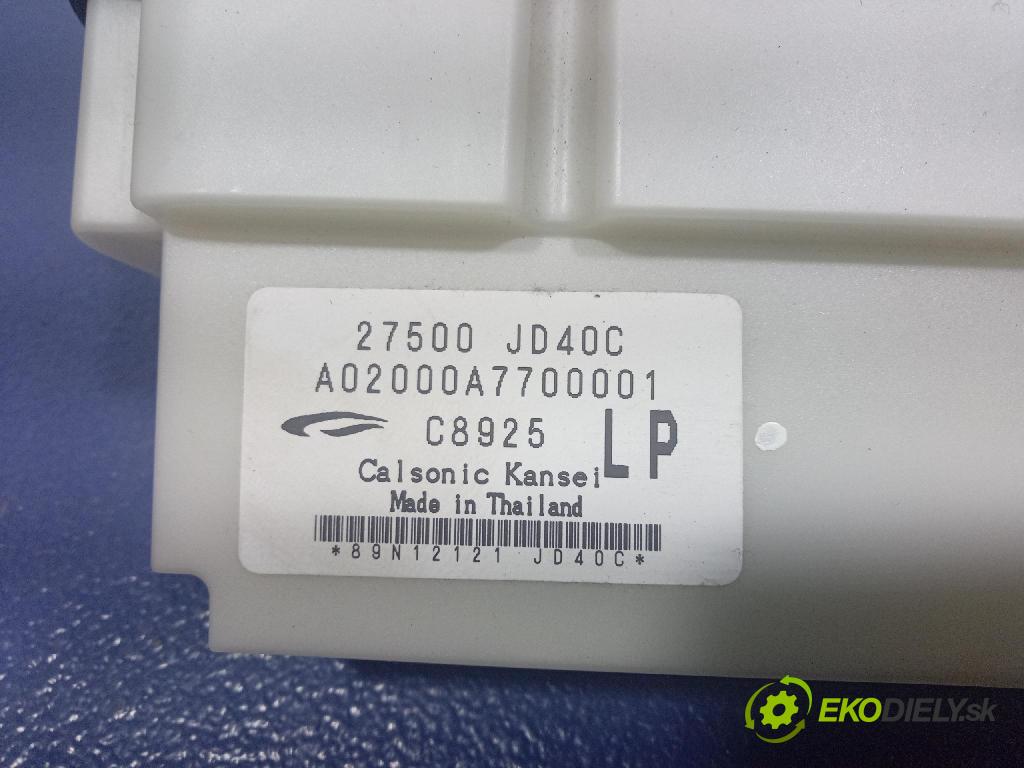 27500 JD40C
A02000A7700001
C8925 LP
Calsonic Kansei
Made in Thailand
*89N12121 JD40C*
EKODIELY.sk